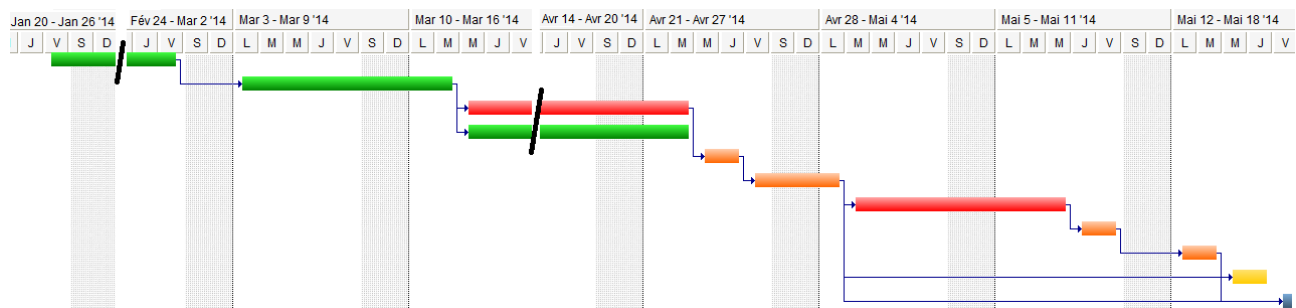 Jan 20 - Jan 26 '14 Fév 24 - Mar 2 '14 Mar 3 - Mar 9 '14 Mar 10 - Mar 16 '14 Avr 14 - Avr 20 '14 Avr 21 - Avr 27 '14 Avr 28 - Mai 4 '14 Mai 5 - Mai 11 '14 Mai 12 - Mai 18 '14
J V S D J V S D L M M J V S D L M M J V S D L M M J V S D L M M J V S D L M M J V S D L M M J V